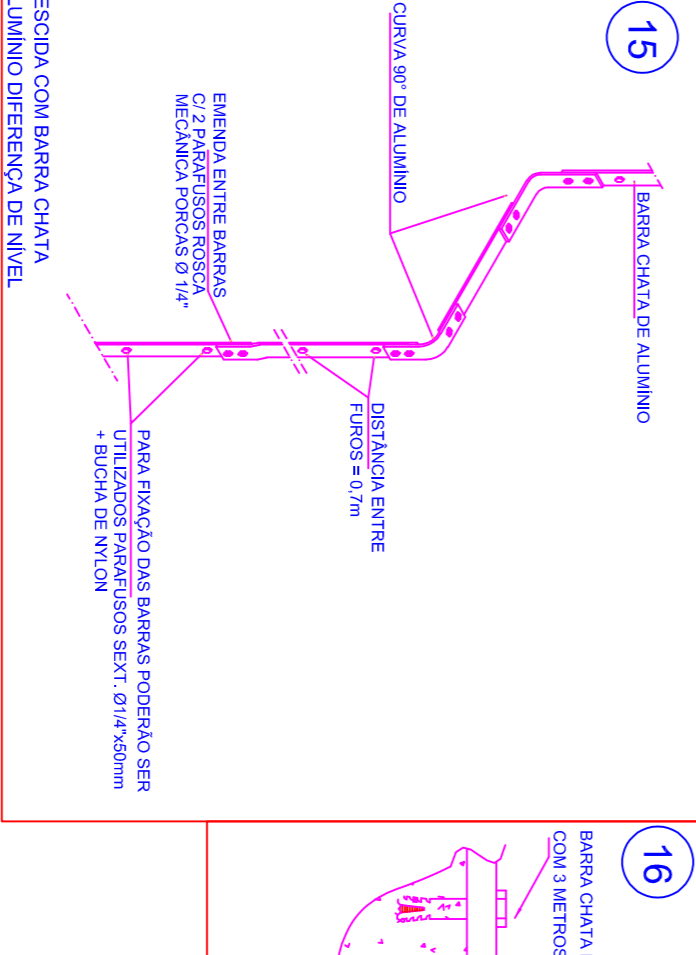 15
BARRA CHATA DE ALUMÍNIO
CURVA 90° DE ALUMÍNIO
DISTÂNCIA ENTRE
FUROS = 0,7m
EMENDA ENTRE BARRAS
C/ 2 PARAFUSOS ROSCA
MECÂNICA PORCAS Ø 1/4"
PARA FIXAÇÃO DAS BARRAS PODERÃO SER
UTILIZADOS PARAFUSOS SEXT. Ø1/4"x50mm
+ BUCHA DE NYLON
ESCIDA COM BARRA CHATA
LUMÍNIO DIFERENÇA DE NÍVEL
16
BARRA CHATA
COM 3 METROS